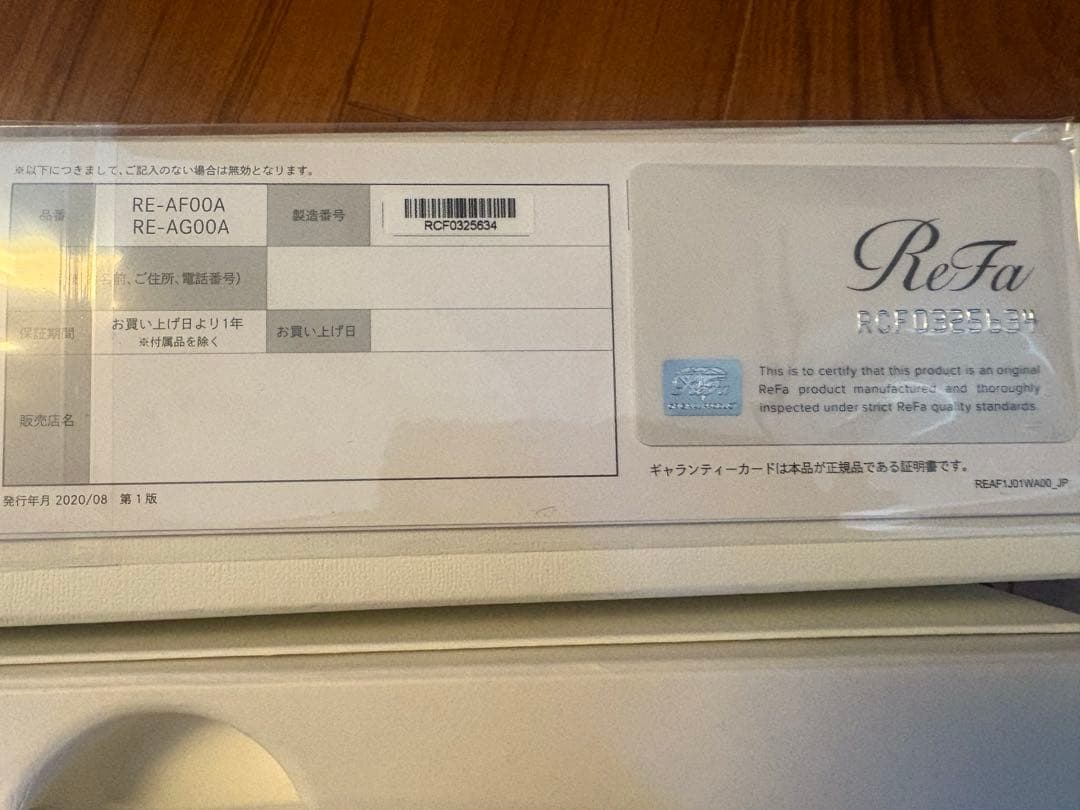 ※以下につきまして、ご記入のない場合は無効となります。
品番
RE-AF00A
RE-AG00A
製造番号
RCF0325634
名前、ご住所、電話番号)
保証期間
お買い上げ日より1年
※付属品を除く
お買い上げ日
販売店名
発行年月 2020/08 第1版
ReFa
RCF0325634
This is to certify that this product is an original
ReFa product manufactured and thoroughly
inspected under strict ReFa quality standards.
ギャランティーカードは本品が正規品である証明書です。
REAF1J01WA00_JP